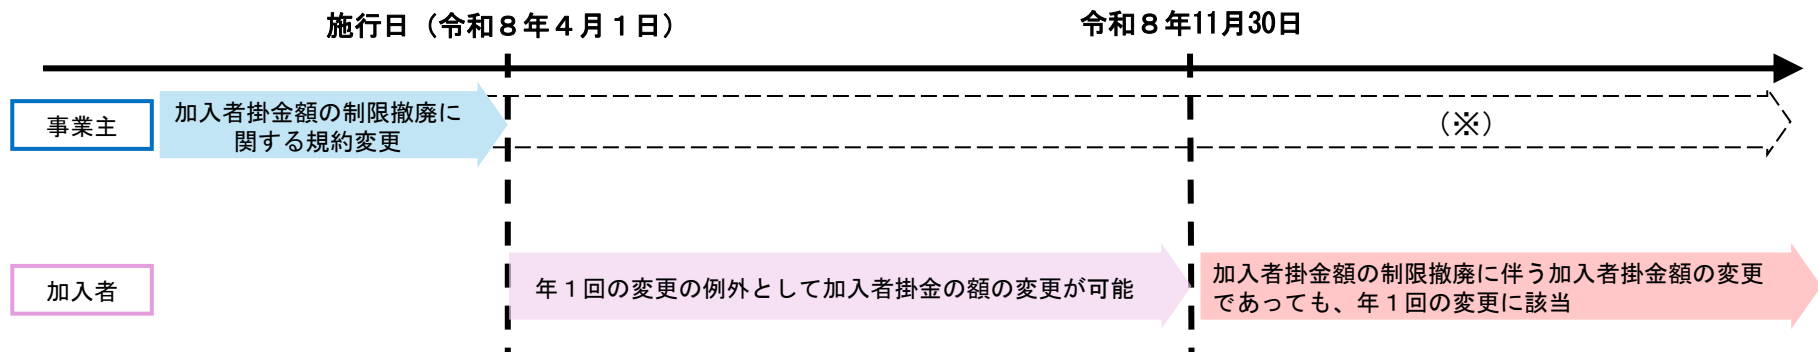 施行日（令和８年４月１日）
令和８年11月30日
事業主
加入者掛金額の制限撤廃に
関する規約変更
（※）
加入者
年１回の変更の例外として加入者掛金の額の変更が可能
加入者掛金額の制限撤廃に伴う加入者掛金額の変更
であっても、年１回の変更に該当